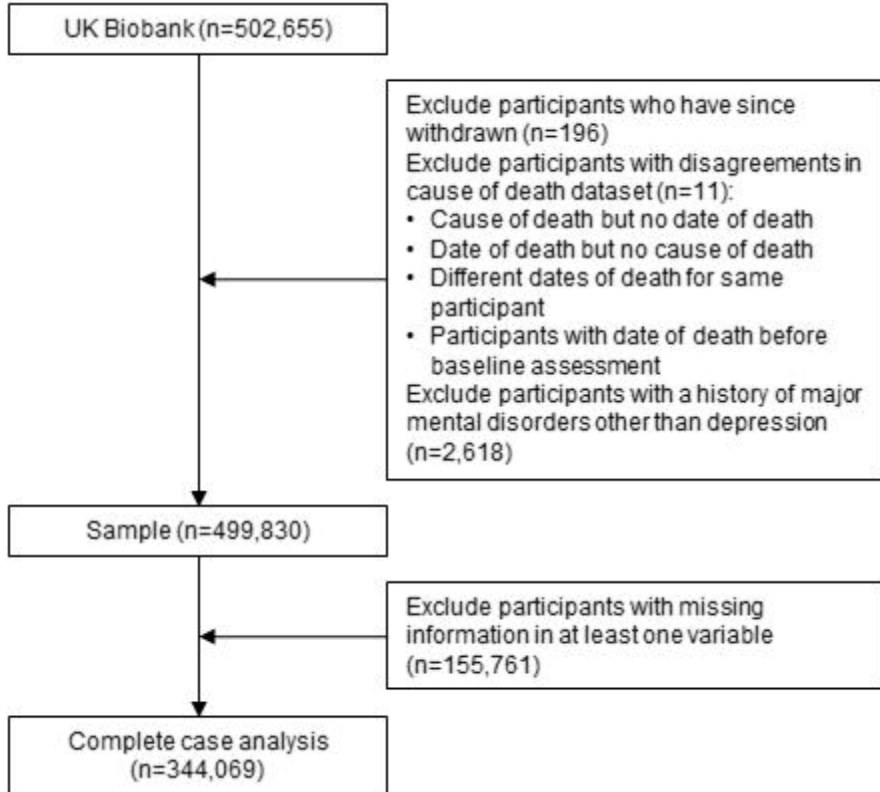 UK Biobank (n=502,655)
Exclude participants who have since
withdrawn (n=196)
Exclude participants with disagreements in
cause of death dataset (n=11):
• Cause of death but no date of death
• Date of death but no cause of death
• Different dates of death for same
participant
• Participants with date of death before
baseline assessment
Exclude participants with a history of major
mental disorders other than depression
(n=2,618)
Sample (n=499,830)
Exclude participants with missing
information in at least one variable
(n=155,761)
Complete case analysis
(n=344,069)